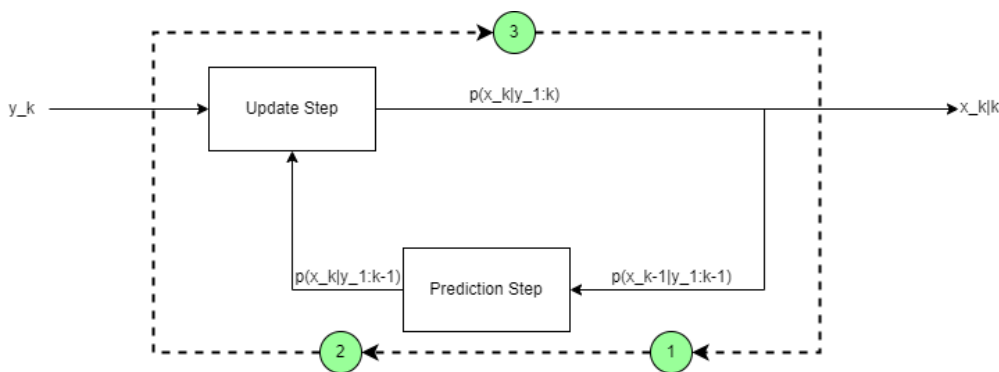 3
p(x_k|y_1:k)
y_k
Update Step
x_k|k
p(x_k|y_1:k-1)
Prediction Step
p(x_k-1|y_1:k-1)
2
1